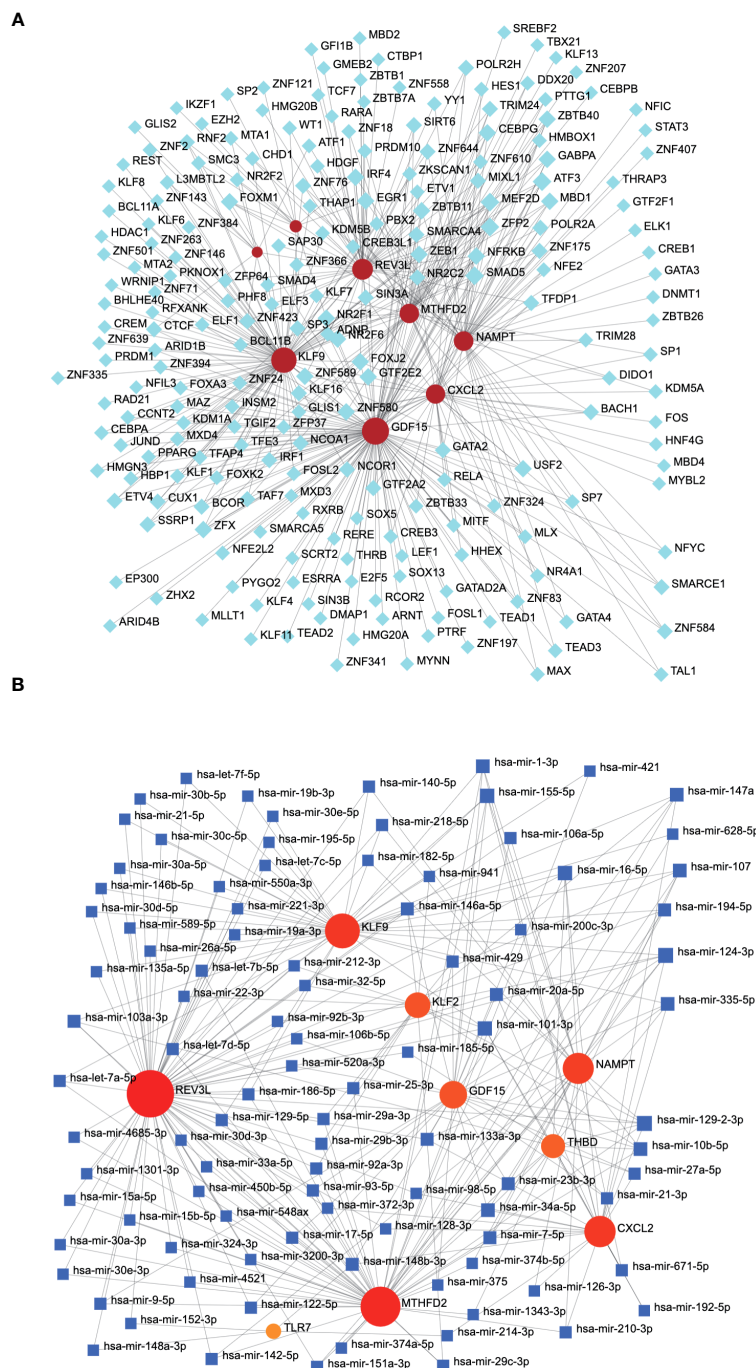 A
SREBF2
MBD2
TBX21
GFI1B
CTBP1
KLF13
GMEB2
POLR2H
ZNF207
ZBTB1
DDX20
ZNF121
TCF7
ZNF558
HES1
CEBPB
SP2
ZBTB7A
PTTG1
IKZF1
HMG20B
YY1
TRIM24
NFIC
EZH2
RARA
ZBTB40
GLIS2
WT1
ZNF18
SIRT6
CEBPG
STAT3
RNF2
MTA1
ATF1
HMBOX1
ZNF2
PRDM10
ZNF644
ZNF407
REST
SMC3
CHD1
HDGF
ZNF610
GABPA
L3MBTL2
NR2F2
ZNF76
IRF4
ZKSCAN1
MIXL1
ATF3
THRAP3
KLF8
ZNF143
FOXM1
THAP1
EGR1
ETV1
MEF2D
MBD1
GTF2F1
BCL11A
ZBTB11
KLF6
ZNF384
KDM5B
PBX2
SMARCA4
ZFP2
POLR2A
ELK1
HDAC1
ZNF263
SAP30
CREB3L1
ZNF501
ZNF146
ZNF366
REV3L
ZEB1
NFRKB
ZNF175
CREB1
MTA2
PKNOX1
ZFP64
SMAD4
NR2C2
SMAD5
NFE2
GATA3
WRNIP1
ZNF71
PHF8
KLF7
SIN3A
BHLHE40
RFXANK
ELF3
MTHFD2
TFDP1
DNMT1
CREM
CTCF
ELF1
ZNF423
SP3
NR2F1
ZBTB26
ZNF639
ARID1B
BCL11B
ADNP
NR2F6
NAMPT
TRIM28
PRDM1
ZNF394
KLF9
FOXJ2
SP1
ZNF335
NFIL3
FOXA3
ZNF24
ZNF589
GTF2E2
DIDO1
RAD21
MAZ
INSM2
KLF16
CXCL2
KDM5A
CCNT2
KDM1A
GLIS1
ZNF580
BACH1
CEBPA
MXD4
TGIF2
ZFP37
GDF15
FOS
JUND
TFE3
NCOA1
HNF4G
PPARG
TFAP4
IRF1
GATA2
HMGN3
HBP1
KLF1
FOXK2
FOSL2
NCOR1
USF2
MBD4
RELA
MYBL2
ETV4
CUX1
BCOR
TAF7
MXD3
GTF2A2
ZBTB33
ZNF324
SP7
SSRP1
ZFX
RXRB
SOX5
MITF
SMARCA5
CREB3
MLX
NFE2L2
RERE
LEF1
HHEX
NFYC
SCRT2
THRB
EP300
PYGO2
ESRRA
E2F5
SOX13
NR4A1
SMARCE1
ZHX2
KLF4
SIN3B
RCOR2
GATAD2A
ZNF83
ARID4B
MLLT1
DMAP1
ARNT
FOSL1
TEAD1
GATA4
ZNF584
KLF11
TEAD2
HMG20A
PTRF
ZNF197
TEAD3
ZNF341
MYNN
MAX
TAL1
B
hsa-mir-1-3p
hsa-mir-421
hsa-let-7f-5p
hsa-mir-140-5p
hsa-mir-147a
hsa-mir-30b-5p
hsa-mir-19b-3p
hsa-mir-155-5p
hsa-mir-21-5p
hsa-mir-30e-5p
hsa-mir-218-5p
hsa-mir-628-5p
hsa-mir-30c-5p
hsa-mir-195-5p
hsa-mir-106a-5p
hsa-mir-30a-5p
hsa-let-7c-5p
hsa-mir-182-5p
hsa-mir-107
hsa-mir-146b-5p
hsa-mir-550a-3p
hsa-mir-941
hsa-mir-16-5p
hsa-mir-30d-5p
hsa-mir-221-3p
hsa-mir-146a-5p
hsa-mir-194-5p
hsa-mir-589-5p
hsa-mir-19a-3p
KLF9
hsa-mir-200c-3p
hsa-mir-26a-5p
hsa-mir-124-3p
hsa-mir-135a-5p
hsa-let-7b-5p
hsa-mir-212-3p
hsa-mir-429
hsa-mir-22-3p
hsa-mir-32-5p
hsa-mir-20a-5p
KLF2
hsa-mir-335-5p
hsa-mir-103a-3p
hsa-mir-92b-3p
hsa-mir-101-3p
hsa-mir-106b-5p
hsa-let-7d-5p
hsa-mir-185-5p
hsa-mir-520a-3p
NAMPT
hsa-let-7a-5p
REV3L
hsa-mir-186-5p
hsa-mir-25-3p
GDF15
hsa-mir-129-5p
hsa-mir-29a-3p
hsa-mir-129-2-3p
hsa-mir-4685-3p
hsa-mir-30d-3p
hsa-mir-29b-3p
hsa-mir-133a-3p
THBD
hsa-mir-10b-5p
hsa-mir-1301-3p
hsa-mir-33a-5p
hsa-mir-92a-3p
hsa-mir-27a-5p
hsa-mir-23b-3p
hsa-mir-15a-5p
hsa-mir-450b-5p
hsa-mir-93-5p
hsa-mir-98-5p
hsa-mir-21-3p
hsa-mir-15b-5p
hsa-mir-548ax
hsa-mir-372-3p
hsa-mir-34a-5p
hsa-mir-30a-3p
hsa-mir-324-3p
hsa-mir-17-5p
hsa-mir-128-3p
hsa-mir-7-5p
CXCL2
hsa-mir-3200-3p
hsa-mir-148b-3p
hsa-mir-374b-5p
hsa-mir-30e-3p
hsa-mir-4521
hsa-mir-375
hsa-mir-671-5p
hsa-mir-9-5p
hsa-mir-122-5p
MTHFD2
hsa-mir-126-3p
hsa-mir-152-3p
hsa-mir-1343-3p
hsa-mir-192-5p
TLR7
hsa-mir-214-3p
hsa-mir-210-3p
hsa-mir-148a-3p
hsa-mir-374a-5p
hsa-mir-142-5p
hsa-mir-151a-3p
hsa-mir-29c-3p